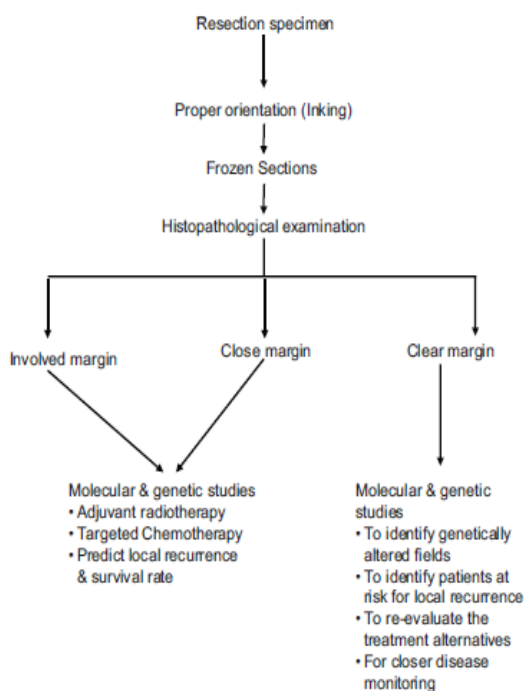 Resection specimen
Proper orientation (Inking)
Frozen Sections
Histopathological examination
Involved margin
Close margin
Clear margin
Molecular & genetic studies
• Adjuvant radiotherapy
• Targeted Chemotherapy
• Predict local recurrence
& survival rate
Molecular & genetic
studies
• To identify genetically
altered fields
• To identify patients at
risk for local recurrence
• To re-evaluate the
treatment alternatives
• For closer disease
monitoring